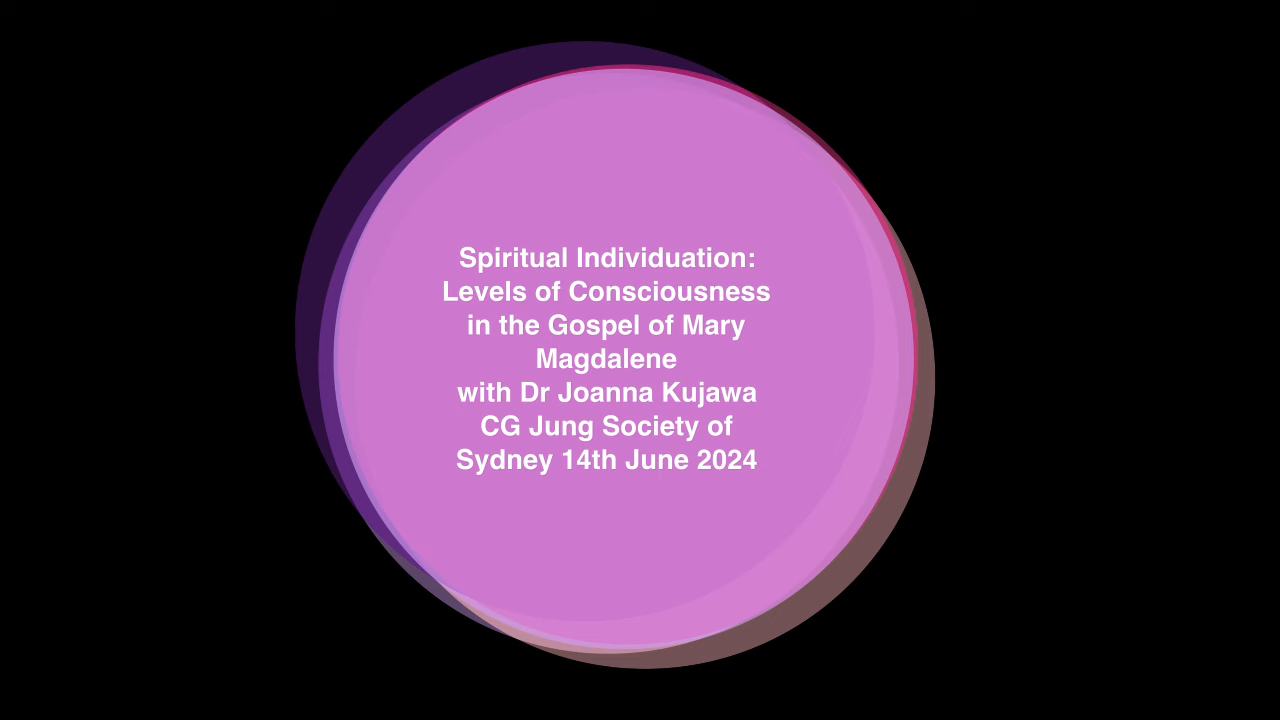 Spiritual Individuation:
Levels of Consciousness
in the Gospel of Mary
Magdalene
with Dr Joanna Kujawa
CG Jung Society of
Sydney 14th June 2024